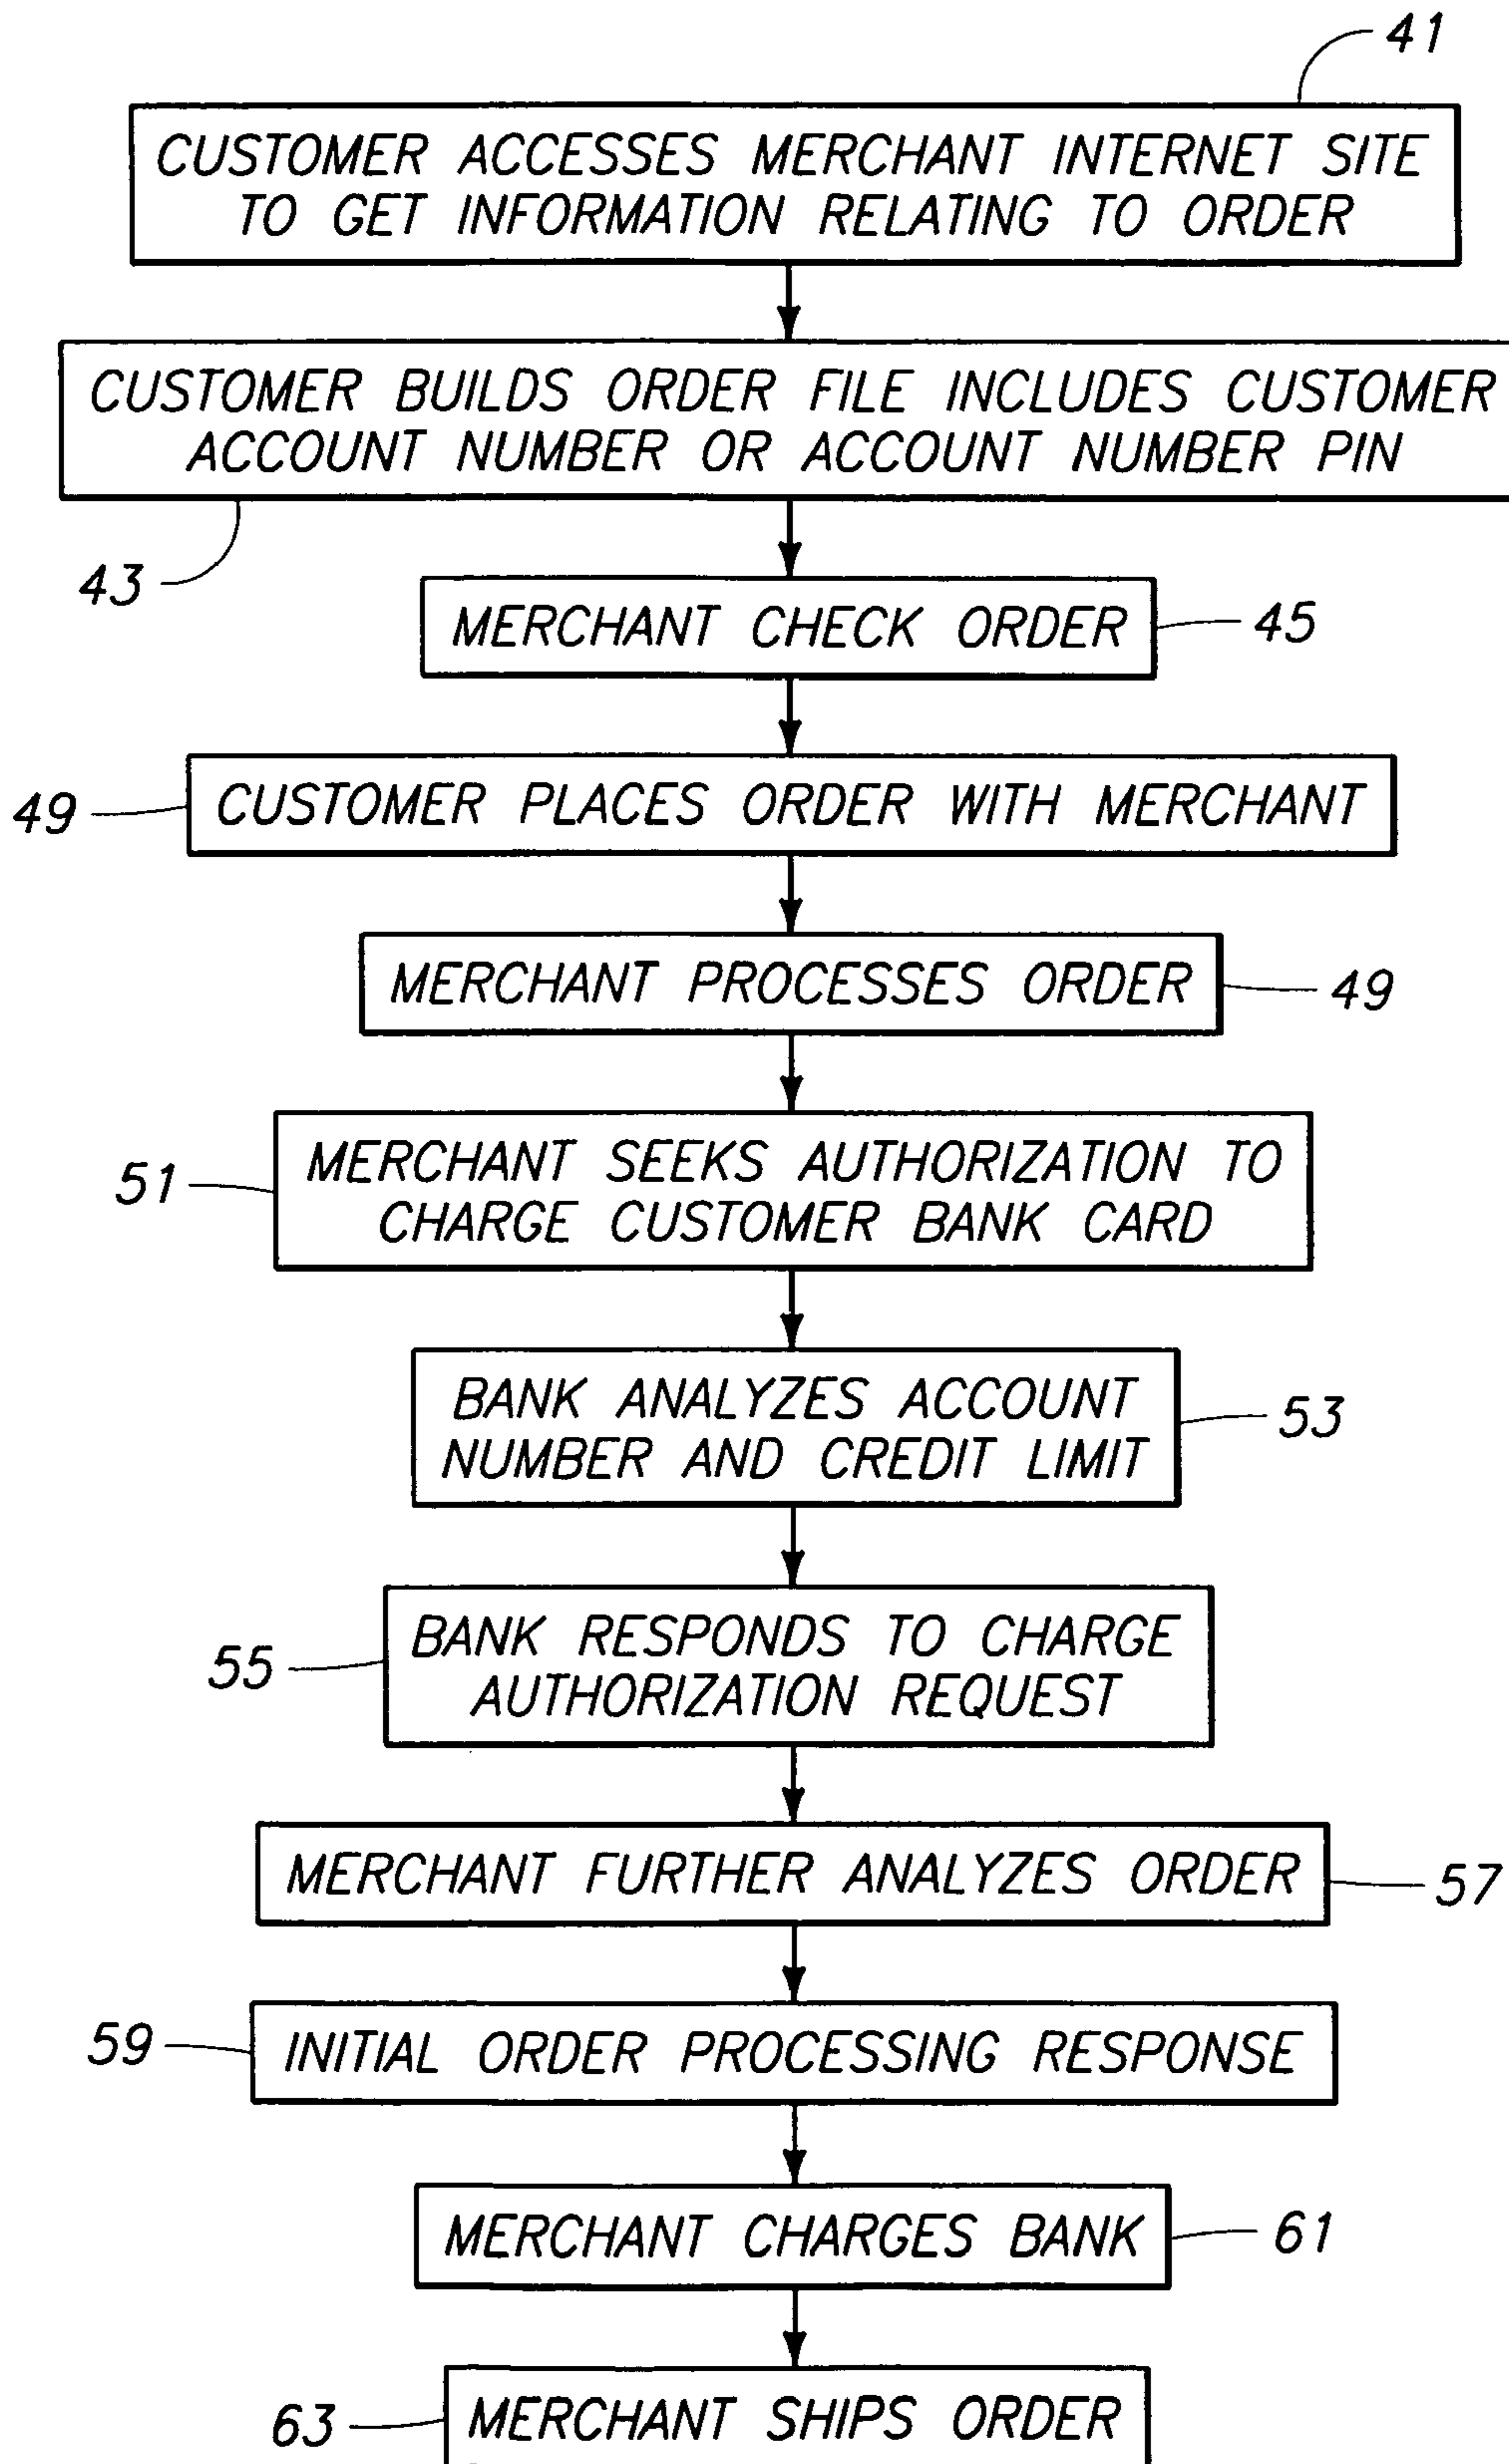 41
CUSTOMER ACCESSES MERCHANT INTERNET SITE
TO GET INFORMATION RELATING TO ORDER
CUSTOMER BUILDS ORDER FILE INCLUDES CUSTOMER
ACCOUNT NUMBER OR ACCOUNT NUMBER PIN
43
MERCHANT CHECK ORDER
45
49
CUSTOMER PLACES ORDER WITH MERCHANT
MERCHANT PROCESSES ORDER
49
51
MERCHANT SEEKS AUTHORIZATION TO
CHARGE CUSTOMER BANK CARD
BANK ANALYZES ACCOUNT
NUMBER AND CREDIT LIMIT
53
55
BANK RESPONDS TO CHARGE
AUTHORIZATION REQUEST
MERCHANT FURTHER ANALYZES ORDER
57
59
INITIAL ORDER PROCESSING RESPONSE
MERCHANT CHARGES BANK
61
63
MERCHANT SHIPS ORDER